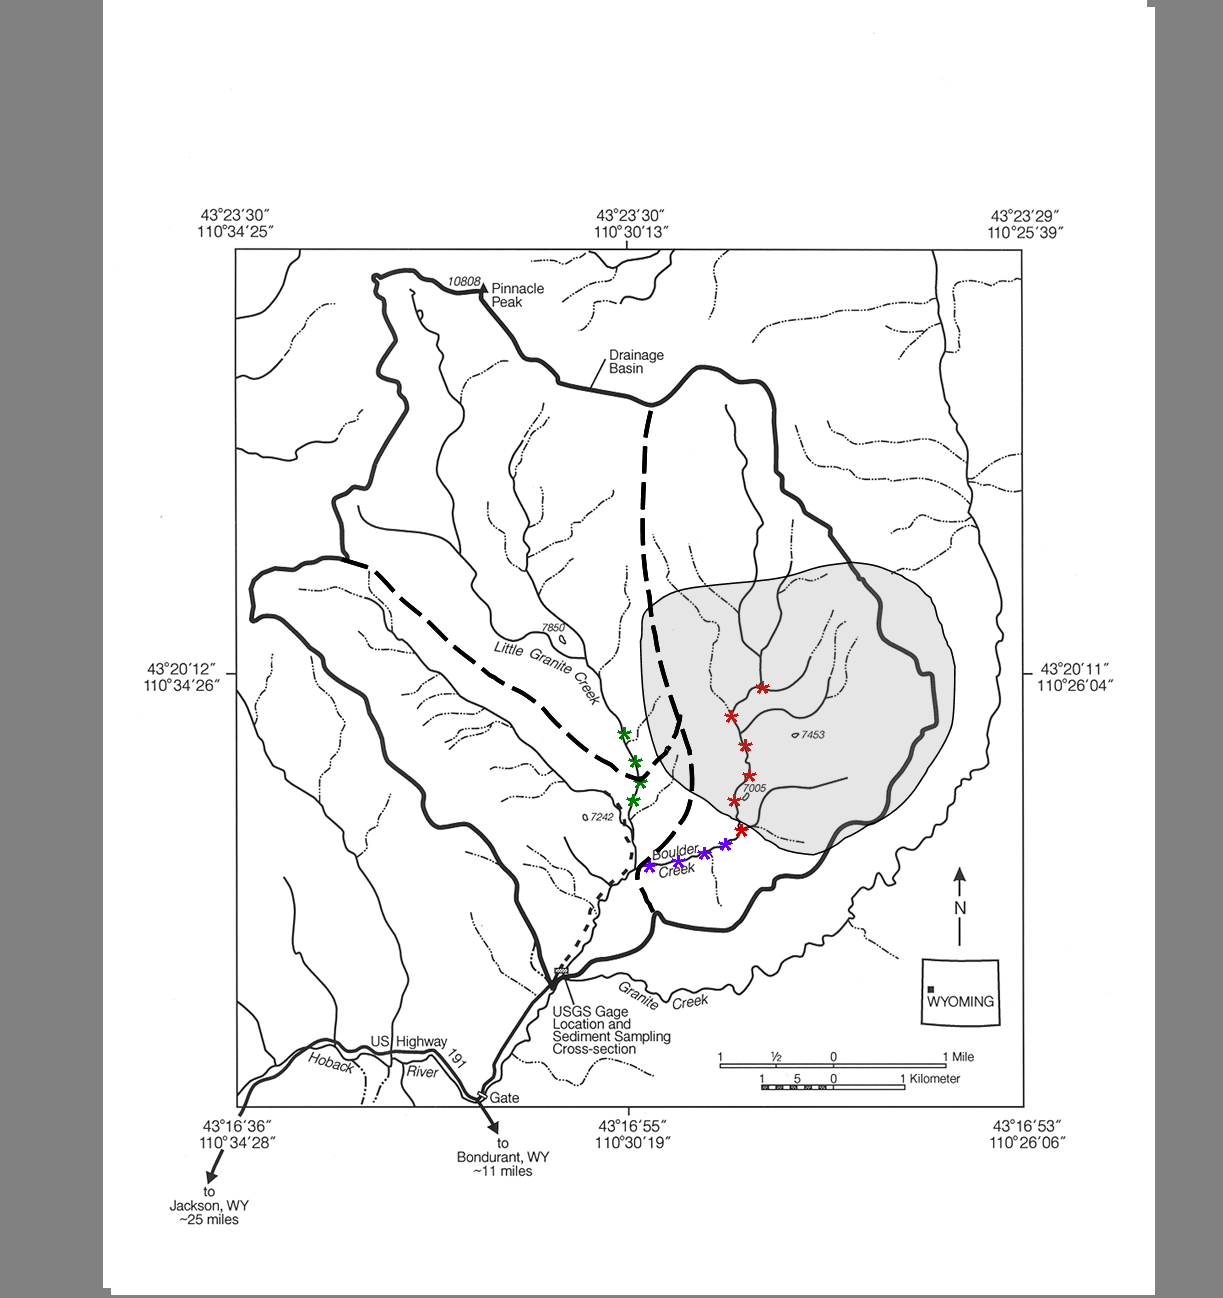 43°23′30″
110°34′25″
43°23′30″
110°30′13″
43°23′29″
110°25′39″
10808
Pinnacle
Peak
Drainage
Basin
7850
Little Granite Creek
43°20′12″
110°34′26″
43°20′11″
110°26′04″
7453
7005
7242
Boulder
Creek
N
WYOMING
Granite Creek
USGS Gage
Location and
Sediment Sampling
Cross-section
US Highway
191
Hoback
River
1 ½ 0 1 Mile
1 5 0 1 Kilometer
Gate
43°16′36″
110°34′28″
43°16′55″
110°30′19″
43°16′53″
110°26′06″
to
Bondurant, WY
~11 miles
to
Jackson, WY
~25 miles